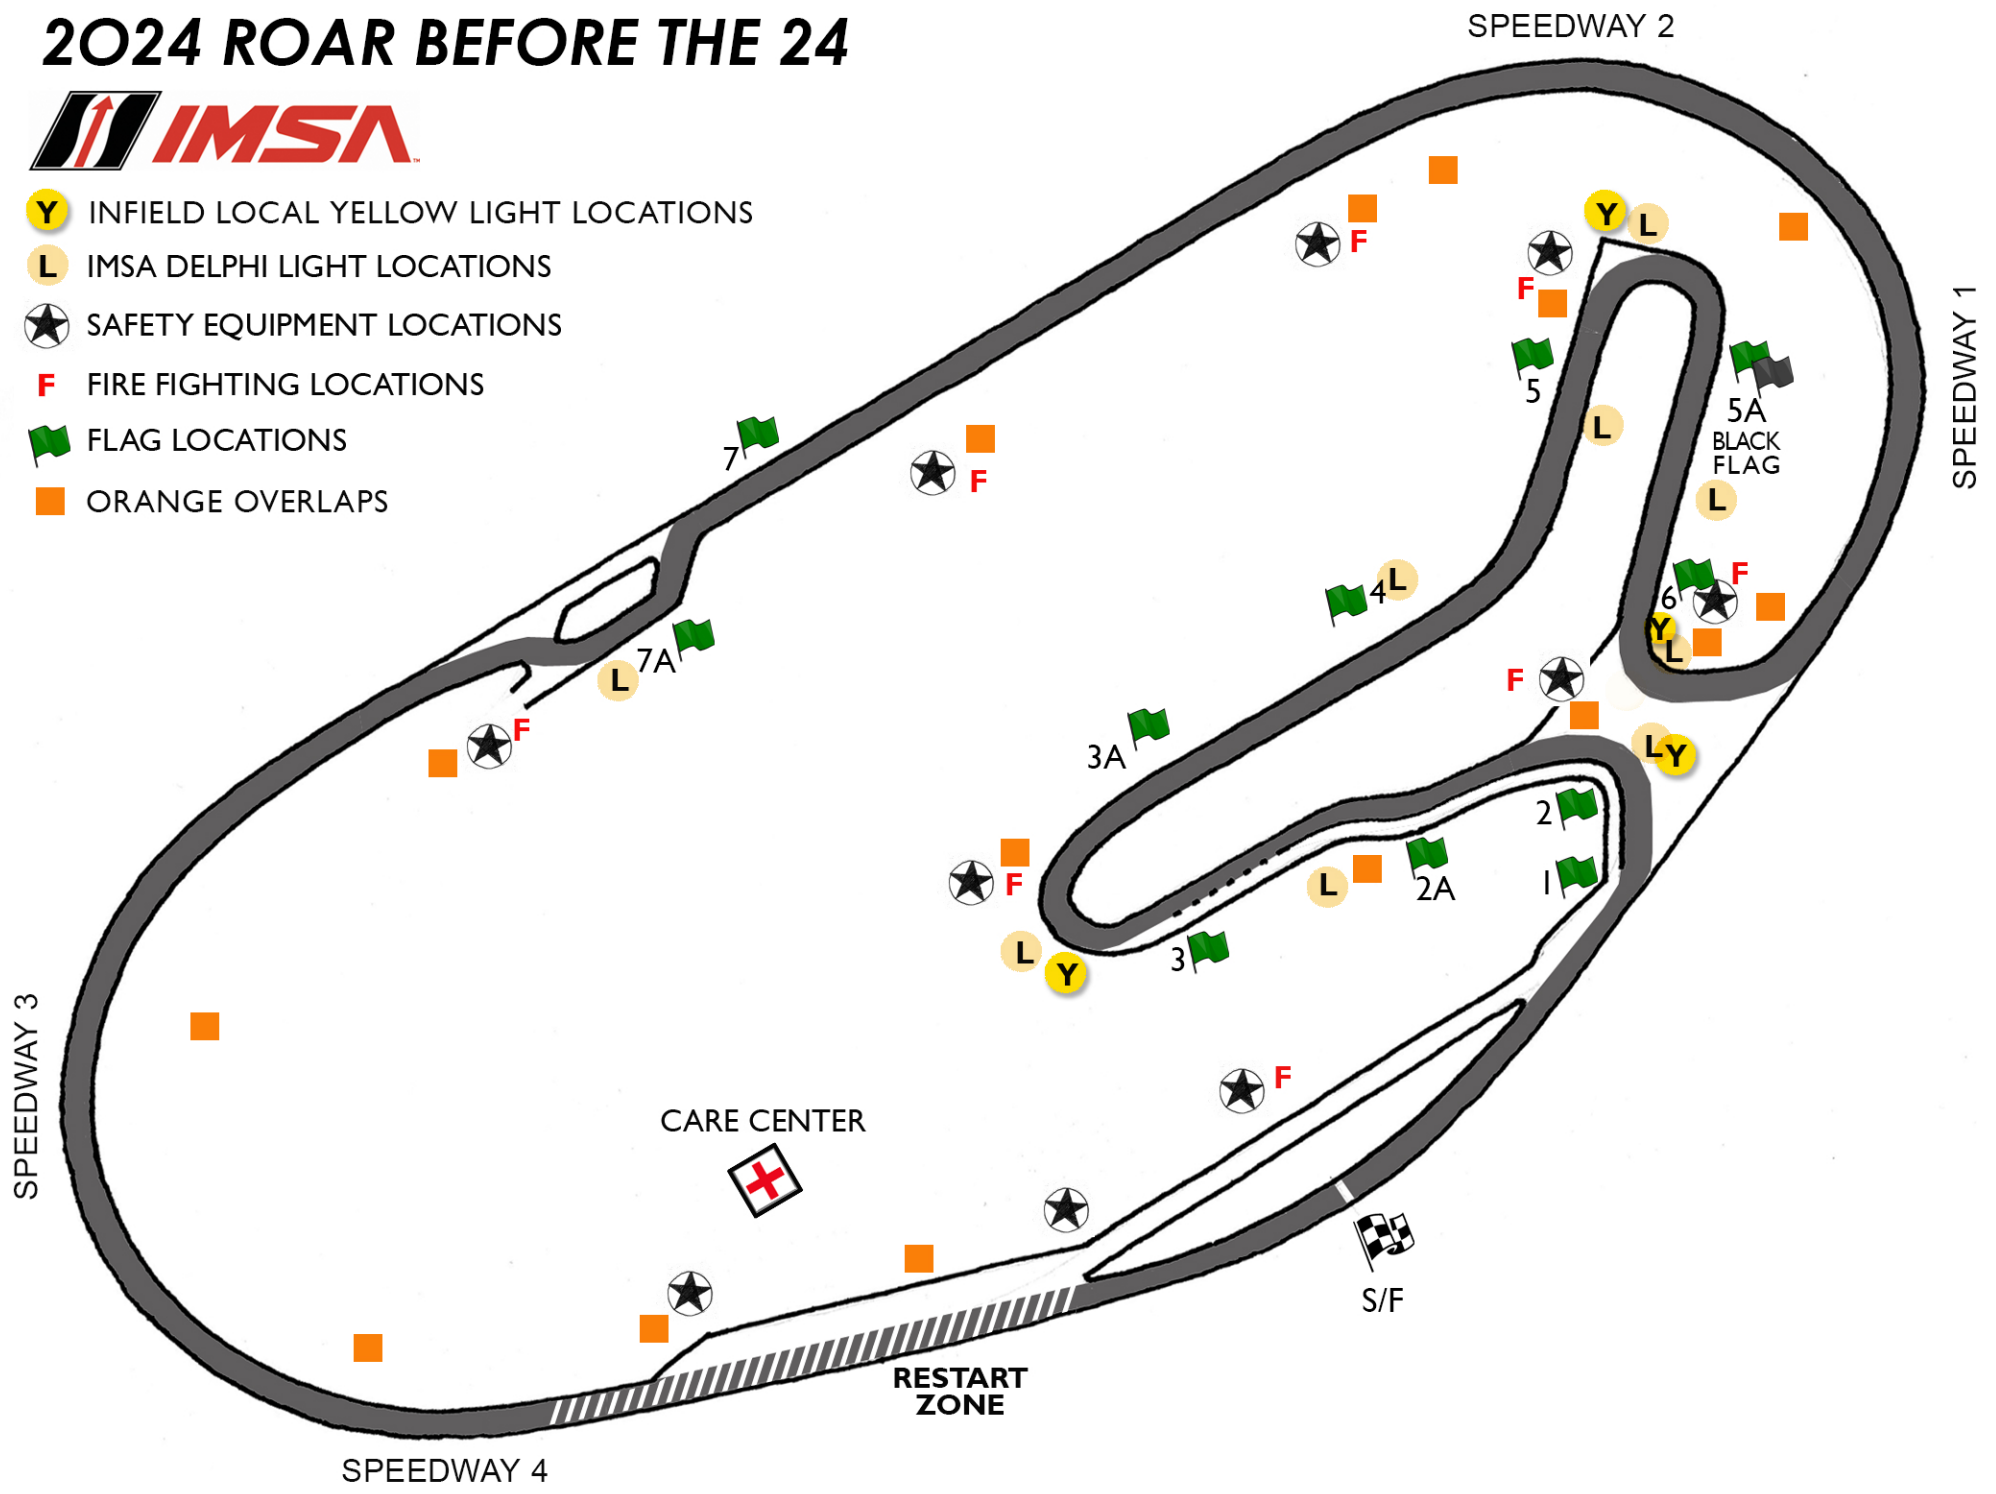 2024 ROAR BEFORE THE 24
IMSA™
Y INFIELD LOCAL YELLOW LIGHT LOCATIONS
L IMSA DELPHI LIGHT LOCATIONS
SAFETY EQUIPMENT LOCATIONS
F FIRE FIGHTING LOCATIONS
FLAG LOCATIONS
ORANGE OVERLAPS
SPEEDWAY 2
Y L
F
F
SPEEDWAY 1
5
5A
BLACK
FLAG
L
L
7
F
4 L
F
6
Y
L
7A
L
F
F
3A
L Y
2
F
L
2A
1
L
Y
3
SPEEDWAY 3
F
CARE CENTER
S/F
RESTART
ZONE
SPEEDWAY 4